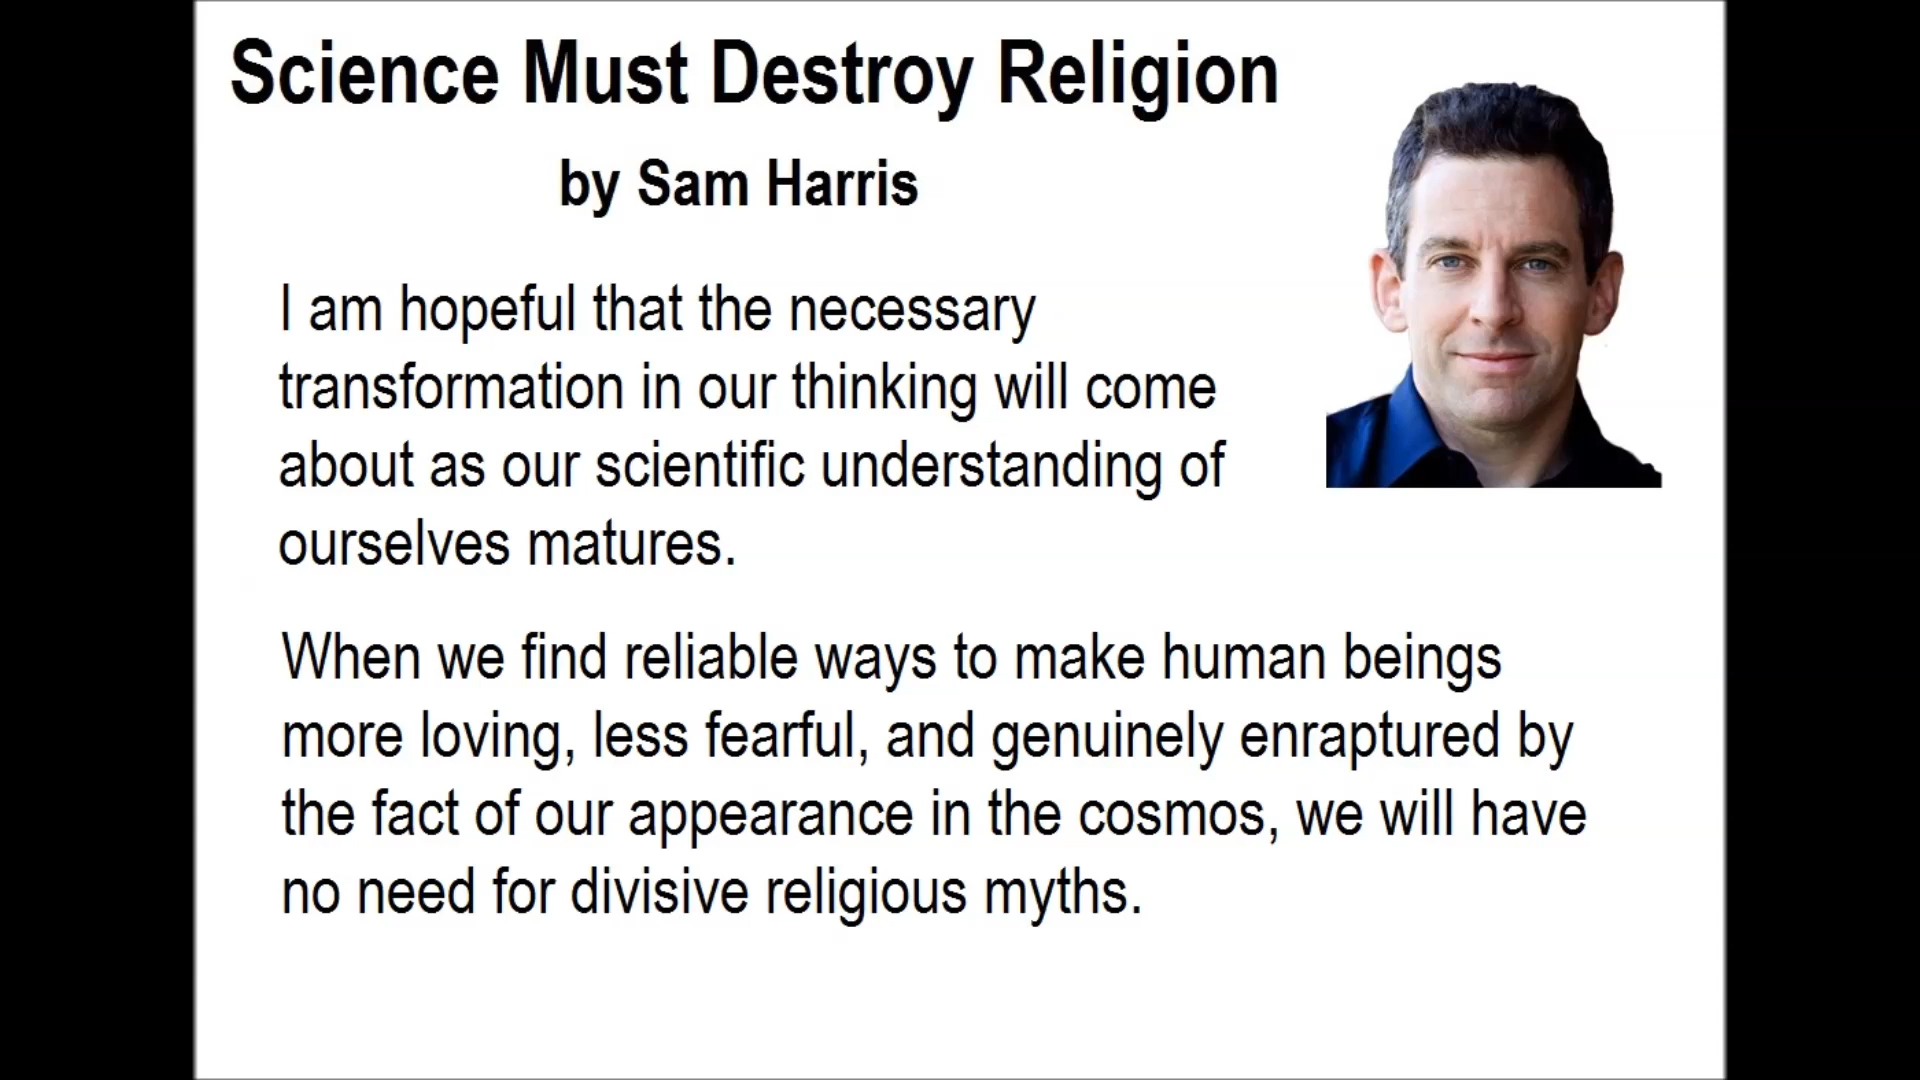 Science Must Destroy Religion
by Sam Harris
I am hopeful that the necessary
transformation in our thinking will come
about as our scientific understanding of
ourselves matures.
When we find reliable ways to make human beings
more loving, less fearful, and genuinely enraptured by
the fact of our appearance in the cosmos, we will have
no need for divisive religious myths.